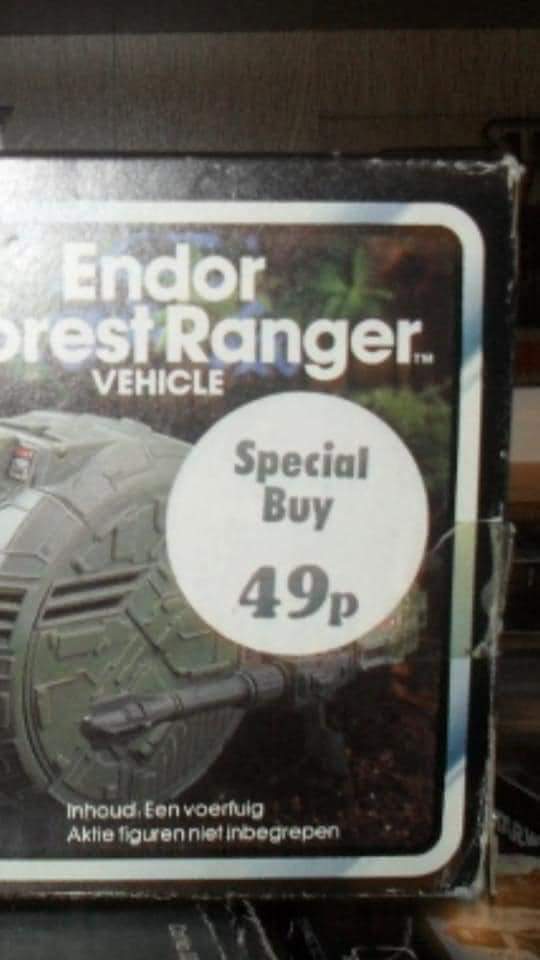 Endor
orest Ranger™
VEHICLE
Special
Buy
49p
Inhoud: Een voertuig
Aktie figuren niet inbegrepen